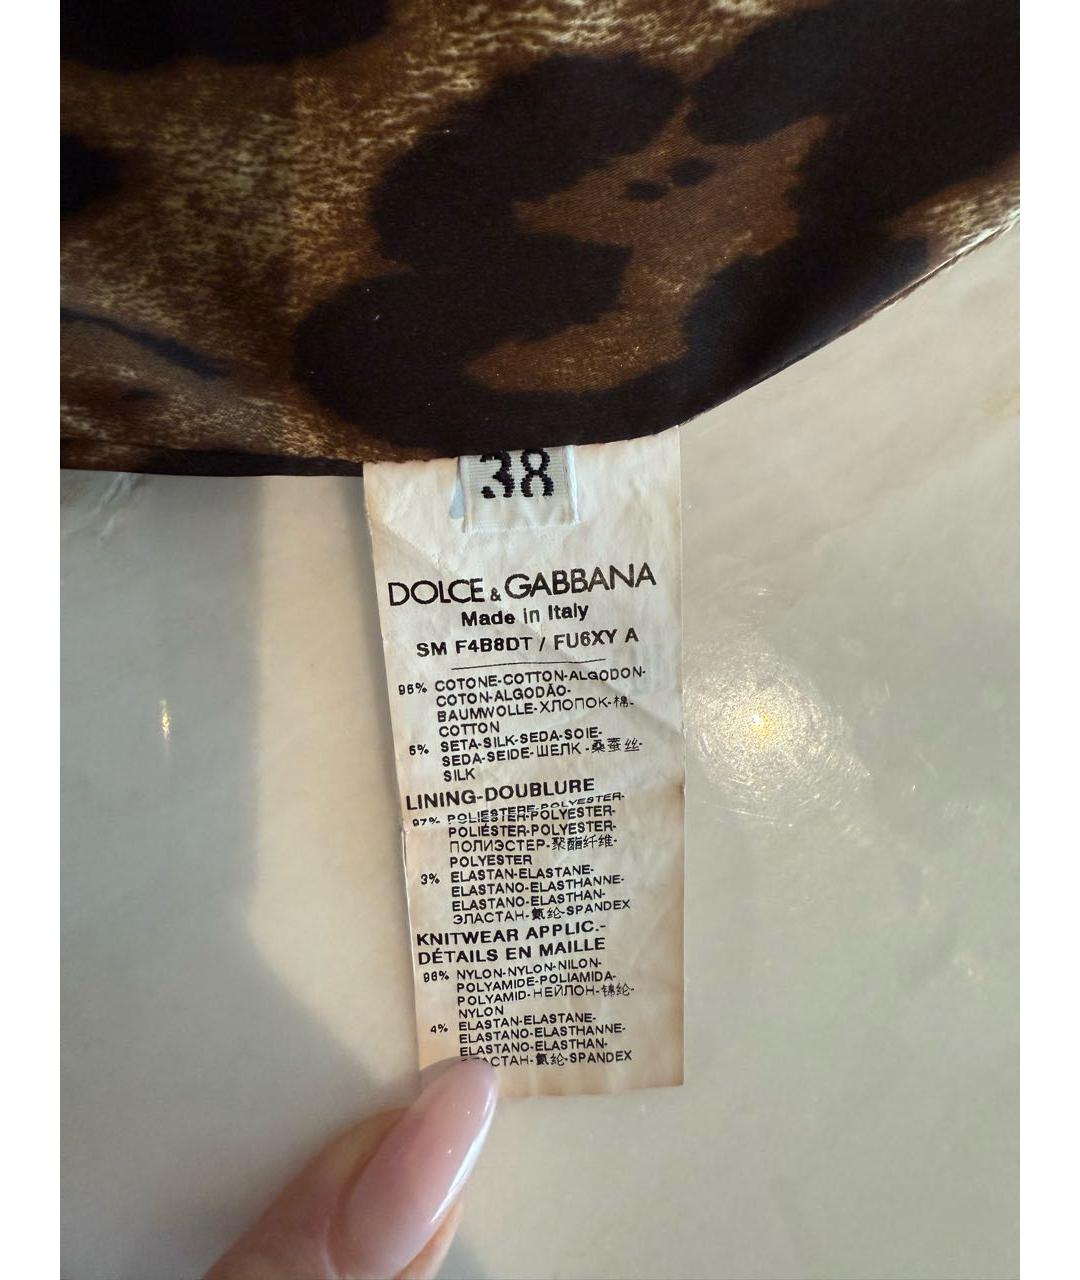 38
DOLCE & GABBANA
Made in Italy
SM F4B8DT / FU6XY A
95% COTONE-COTTON-ALGODON-
COTON-ALGODÃO-
BAUMWOLLE-ХЛОПОК-棉-
COTTON
5% SETA-SILK-SEDA-SOIE-
SEDA-SEIDE-ШЕЛК-桑蚕丝-
SILK
LINING-DOUBLURE
97% POLIESTERE-POLYESTER-
POLIESTER-POLYESTER-
POLIÉSTER-POLYESTER-
ПОЛИЭСТЕР-聚酯纤维-
POLYESTER
3% ELASTAN-ELASTANE-
ELASTANO-ELASTHANNE-
ELASTANO-ELASTHAN-
ЭЛАСТАН-氨纶-SPANDEX
KNITWEAR APPLIC.-
DÉTAILS EN MAILLE
96% NYLON-NYLON-NILON-
POLYAMIDE-POLIAMIDA-
POLYAMID-НЕЙЛОН-锦纶-
NYLON
4% ELASTAN-ELASTANE-
ELASTANO-ELASTHANNE-
ELASTANO-ELASTHAN-
ЭЛАСТАН-氨纶-SPANDEX